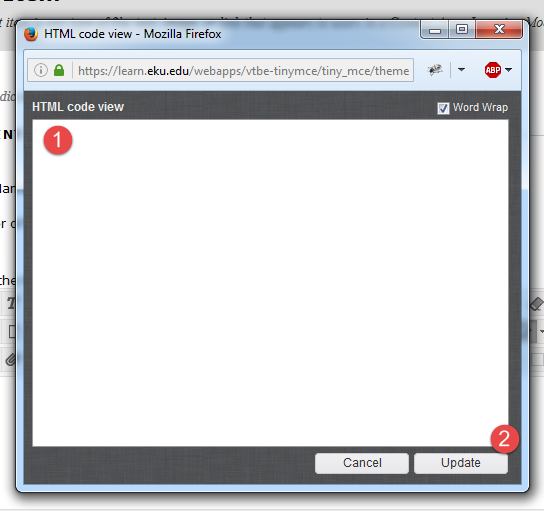 HTML code view - Mozilla Firefox
https://learn.eku.edu/webapps/vtbe-tinymce/tiny_mce/theme
ABP
HTML code view
Word Wrap
1
2
Cancel
Update